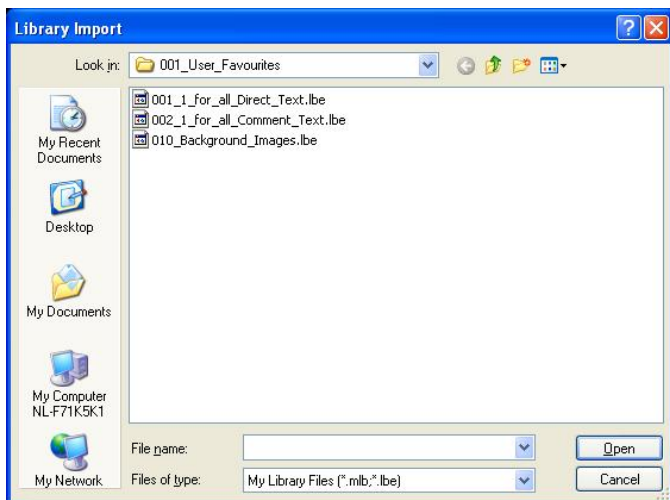 Library Import
Look in:
001_User_Favourites
001_1_for_all_Direct_Text.lbe
002_1_for_all_Comment_Text.lbe
010_Background_Images.lbe
My Recent
Documents
Desktop
My Documents
My Computer
NL-F71K5K1
My Network
File name:
Open
Files of type:
My Library Files (*.mlb;*.lbe)
Cancel